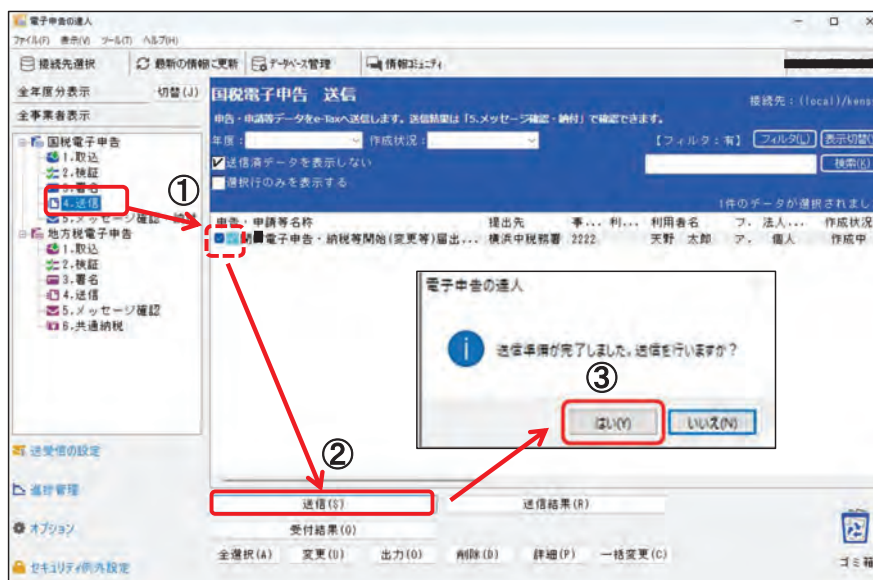 電子申告の達人
ファイル(F) 表示(V) ツール(T) ヘルプ(H)
接続先選択 最新の情報に更新 データベース管理 情報コミュニティ
全年度分表示 切替(J)
全事業者表示
国税電子申告
1.取込
2.検証
3.署名
4.送信
5.メッセージ確認
地方税電子申告
1.取込
2.検証
3.署名
4.送信
5.メッセージ確認
6.共通納税
①
国税電子申告 送信
接続先:(local)/kens
申告・申請等データをe-Taxへ送信します。送信結果は「5.メッセージ確認・納付」で確認できます。
年度: 作成状況: 【フィルタ:有】 フィルタ(L) 表示切替(
送信済データを表示しない 検索(K)
選択行のみを表示する
1件のデータが選択されまし
申告・申請等名称 提出先 事... 利... 利用者名 フ. 法人... 作成状況
電子申告・納税等開始(変更等)届出... 横浜中税務署 2222 天野 太郎 ア. 個人 作成中
電子申告の達人
送信準備が完了しました。送信を行いますか?
③
はい(Y) いいえ(N)
②
送受信の設定
進捗管理
オプション
セキュリティ例外設定
送信(S) 送信結果(R)
受付結果(O)
全選択(A) 変更(U) 出力(O) 削除(D) 詳細(P) 一括変更(C)
ゴミ箱